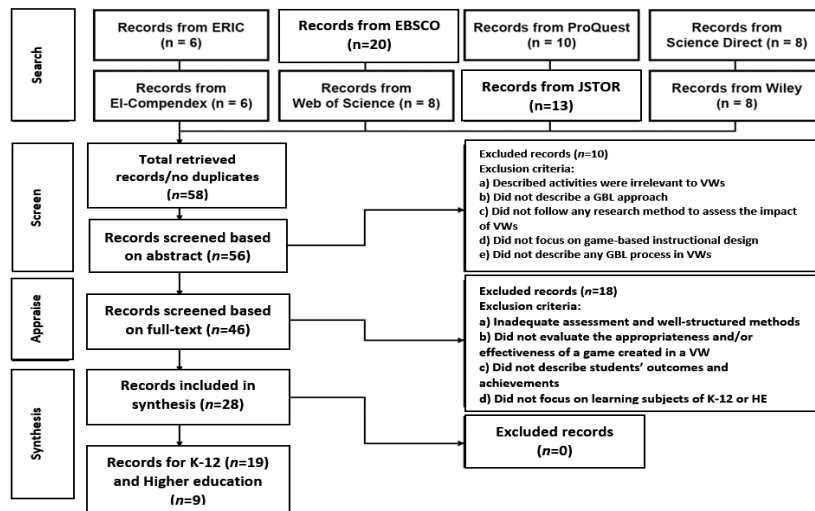 Search
Records from ERIC
(n = 6)
Records from EBSCO
(n=20)
Records from ProQuest
(n = 10)
Records from
Science Direct (n = 8)
Records from
EI-Compendex (n = 6)
Records from
Web of Science (n = 8)
Records from JSTOR
(n=13)
Records from Wiley
(n = 8)
Screen
Total retrieved
records/no duplicates
(n=58)
Records screened based
on abstract (n=56)
Excluded records (n=10)
Exclusion criteria:
a) Described activities were irrelevant to VWs
b) Did not describe a GBL approach
c) Did not follow any research method to assess the impact
of VWs
d) Did not focus on game-based instructional design
e) Did not describe any GBL process in VWs
Appraise
Records screened based
on full-text (n=46)
Excluded records (n=18)
Exclusion criteria:
a) Inadequate assessment and well-structured methods
b) Did not evaluate the appropriateness and/or
effectiveness of a game created in a VW
c) Did not describe students’ outcomes and
achievements
d) Did not focus on learning subjects of K-12 or HE
Synthesis
Records included in
synthesis (n=28)
Excluded records
(n=0)
Records for K-12 (n=19)
and Higher education
(n=9)